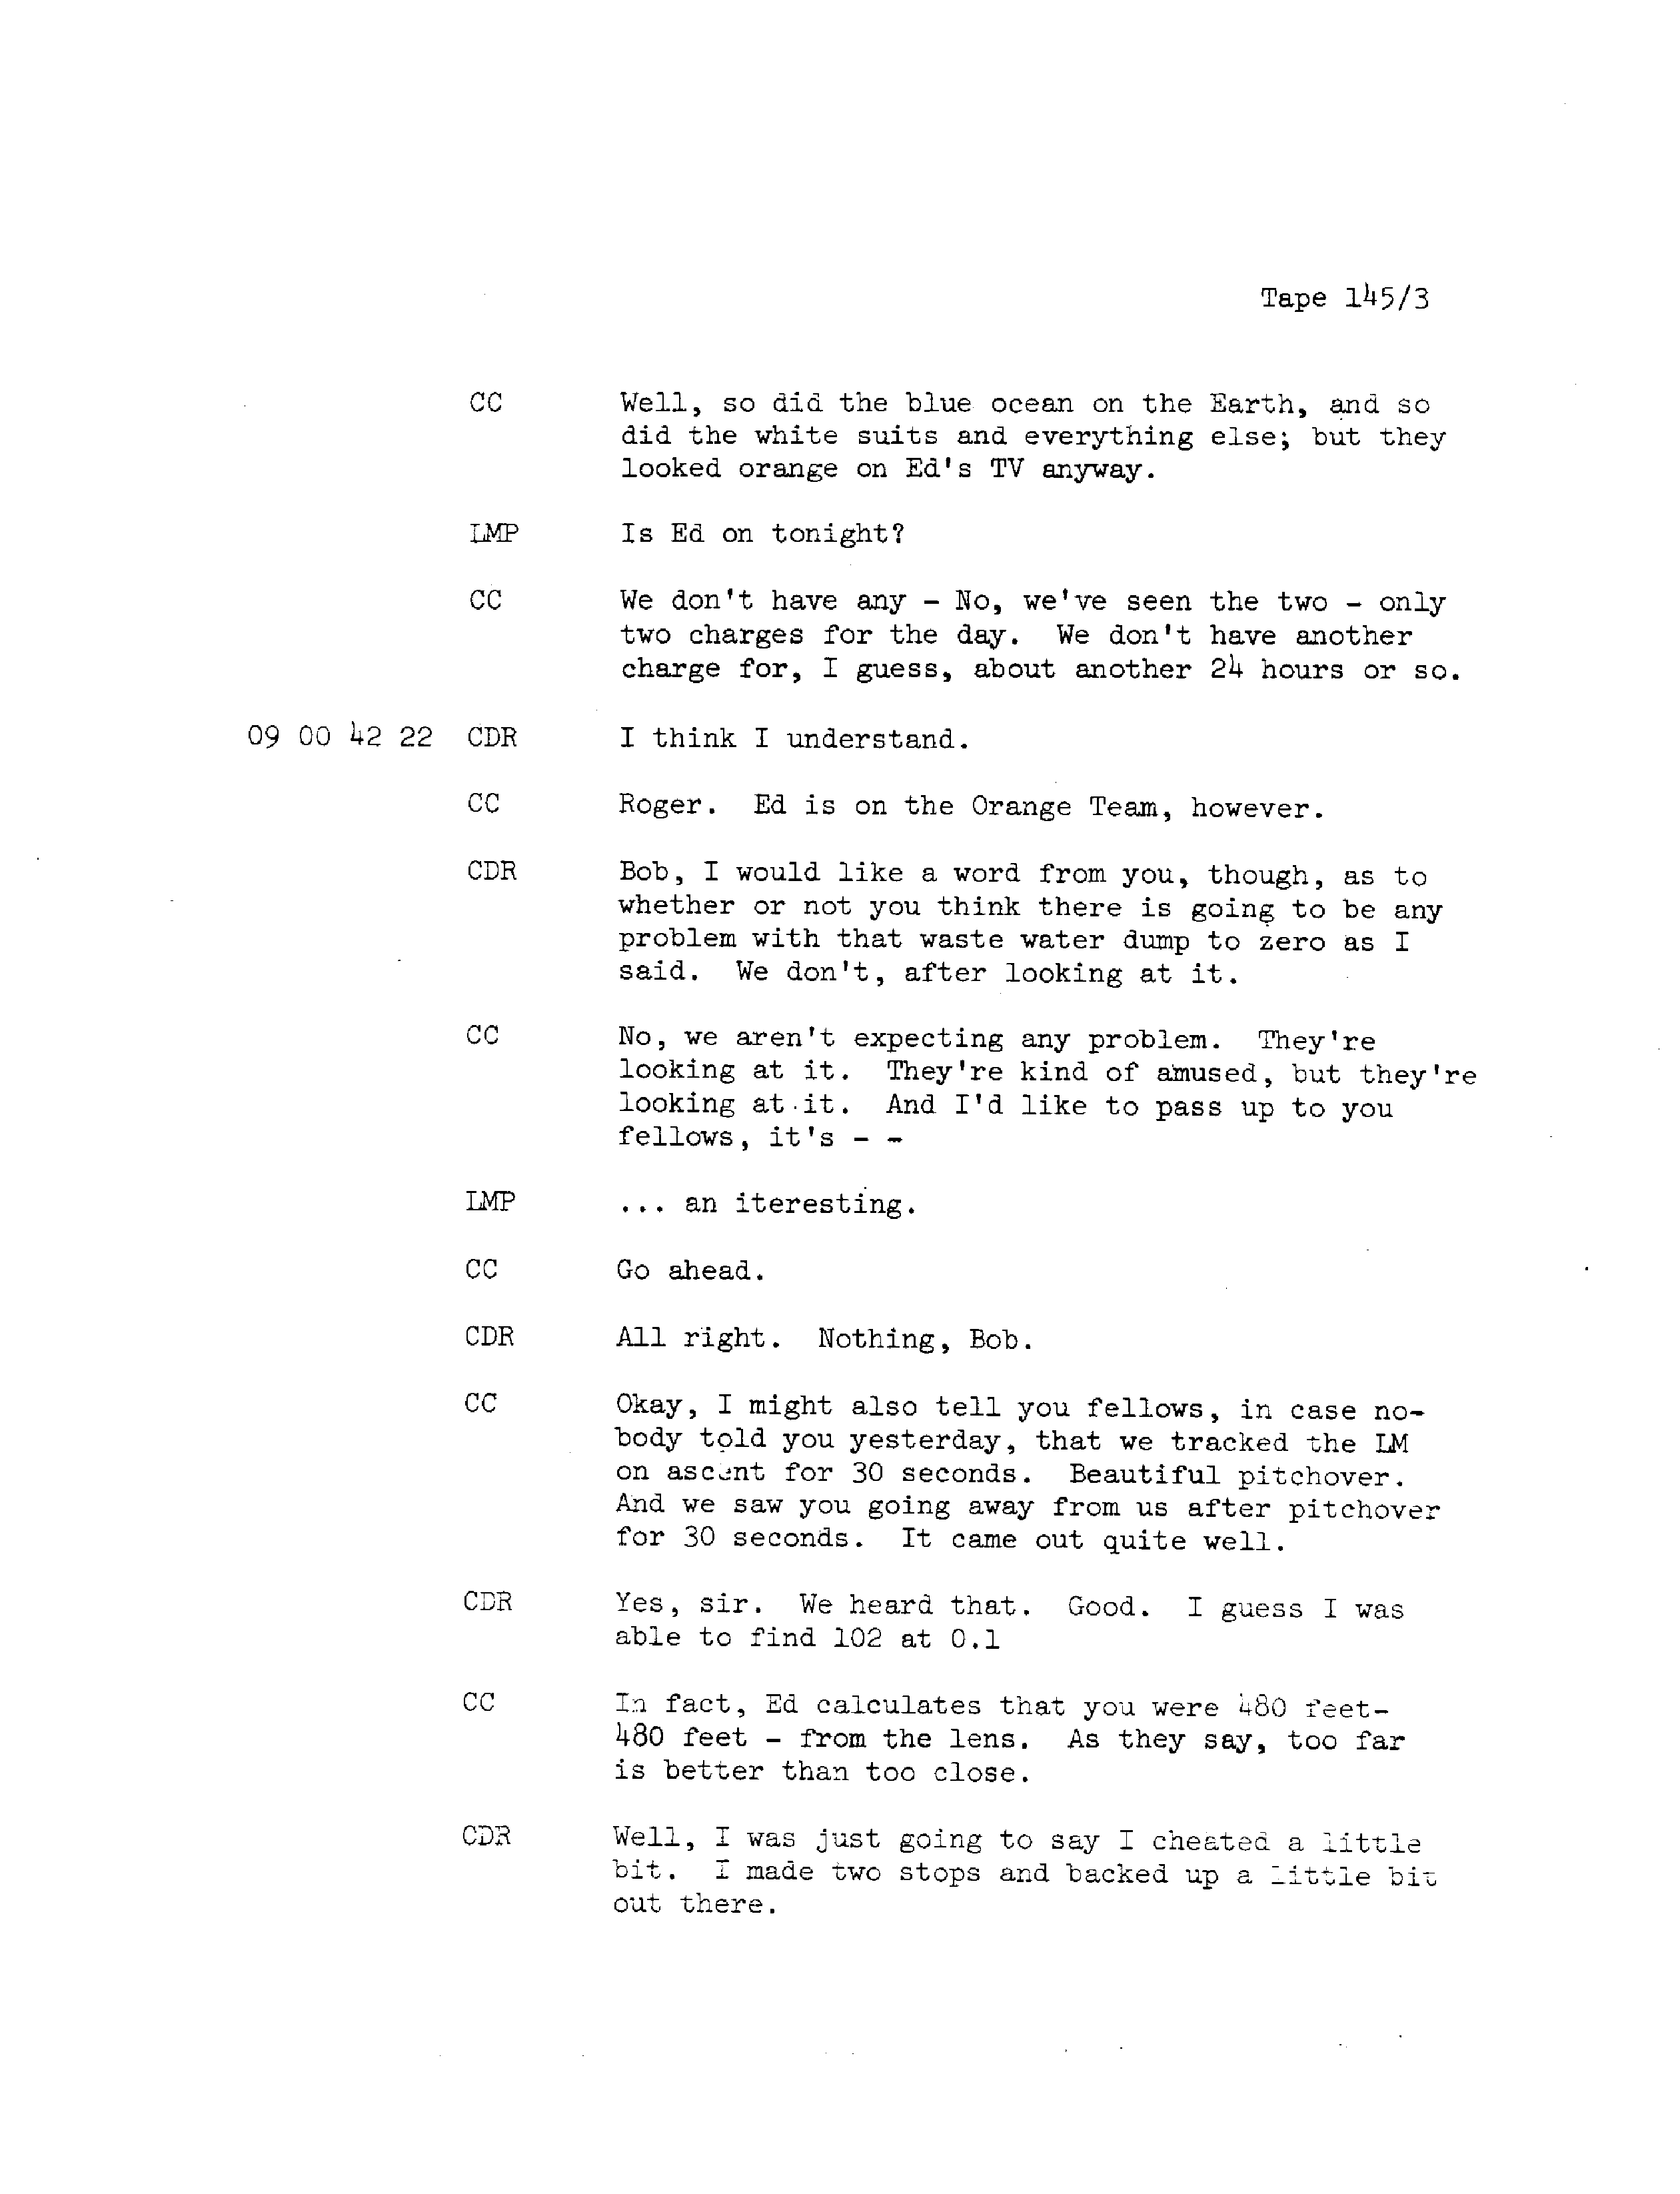 Tape 145/3
CC Well, so did the blue ocean on the Earth, and so
did the white suits and everything else; but they
looked orange on Ed's TV anyway.
LMP Is Ed on tonight?
CC We don't have any - No, we've seen the two - only
two charges for the day. We don't have another
charge for, I guess, about another 24 hours or so.
09 00 42 22 CDR I think I understand.
CC Roger. Ed is on the Orange Team, however.
CDR Bob, I would like a word from you, though, as to
whether or not you think there is going to be any
problem with that waste water dump to zero as I
said. We don't, after looking at it.
CC No, we aren't expecting any problem. They're
looking at it. They're kind of amused, but they're
looking at it. And I'd like to pass up to you
fellows, it's - -
LMP ... an iteresting.
CC Go ahead.
CDR All right. Nothing, Bob.
CC Okay, I might also tell you fellows, in case no-
body told you yesterday, that we tracked the LM
on ascent for 30 seconds. Beautiful pitchover.
And we saw you going away from us after pitchover
for 30 seconds. It came out quite well.
CDR Yes, sir. We heard that. Good. I guess I was
able to find 102 at 0.1
CC In fact, Ed calculates that you were 480 feet-
480 feet - from the lens. As they say, too far
is better than too close.
CDR Well, I was just going to say I cheated a little
bit. I made two stops and backed up a little bit
out there.